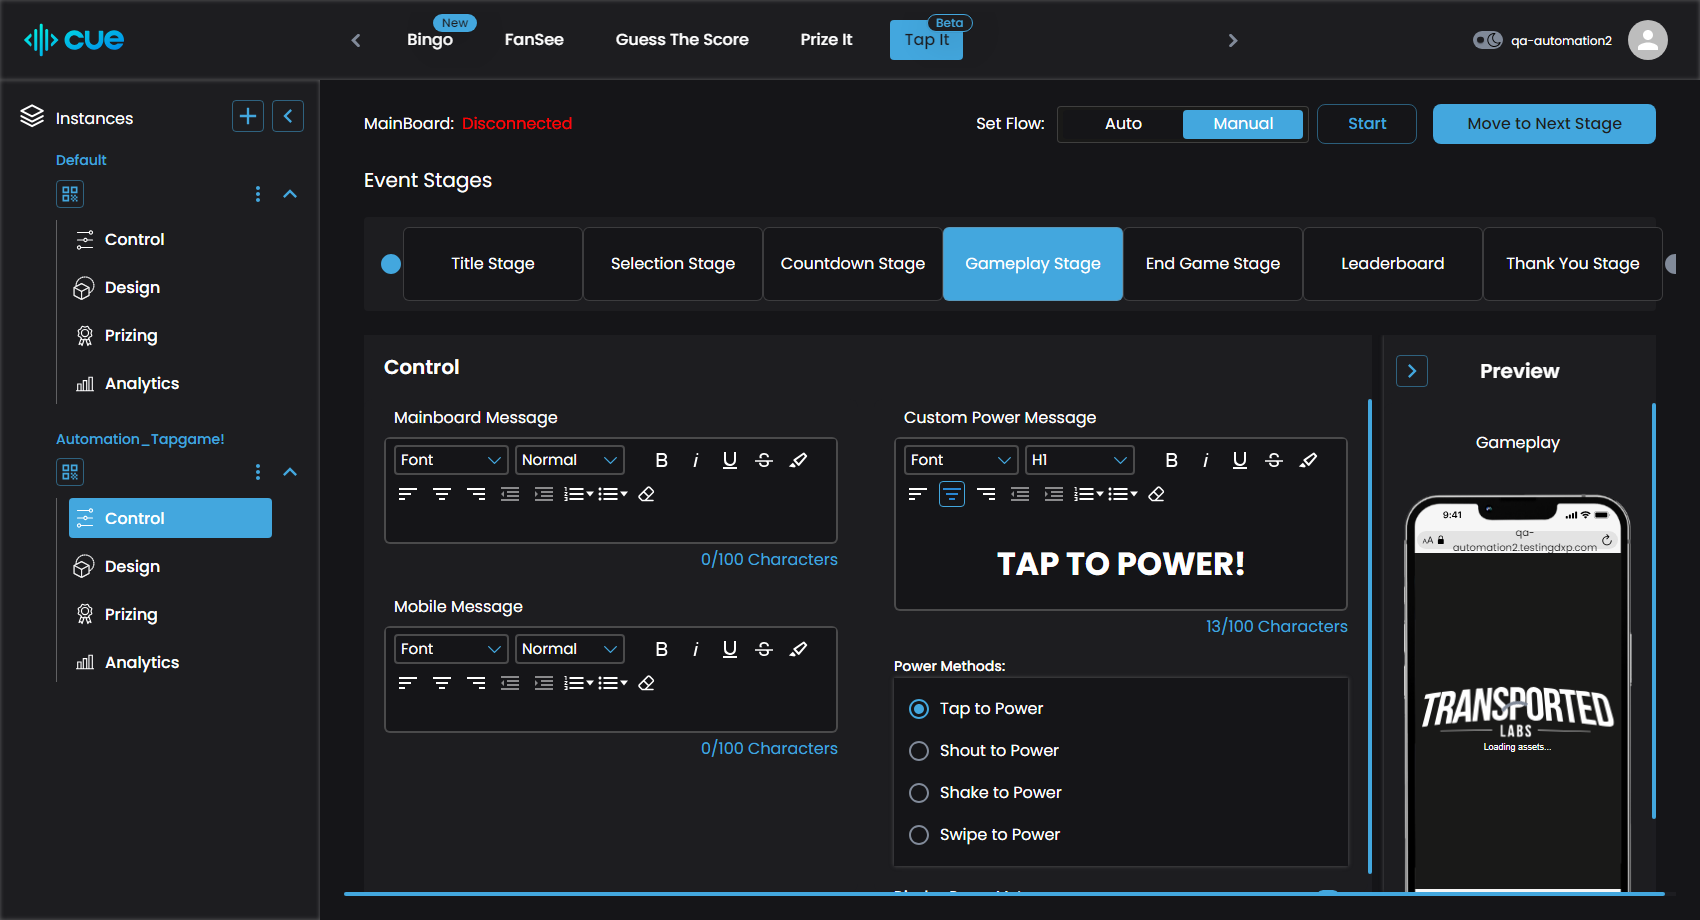 cue
New
Bingo
FanSee
Guess The Score
Prize It
Beta
Tap It
qa-automation2
Instances
Default
Control
Design
Prizing
Analytics
Automation_Tapgame!
Control
Design
Prizing
Analytics
MainBoard: Disconnected
Set Flow:
Auto
Manual
Start
Move to Next Stage
Event Stages
Title Stage
Selection Stage
Countdown Stage
Gameplay Stage
End Game Stage
Leaderboard
Thank You Stage
Control
Mainboard Message
Font
Normal
B i U S
0/100 Characters
Mobile Message
Font
Normal
B i U S
0/100 Characters
Custom Power Message
Font
H1
B i U S
TAP TO POWER!
13/100 Characters
Power Methods:
Tap to Power
Shout to Power
Shake to Power
Swipe to Power
Preview
Gameplay
9:41
AA
qa-
automation2.testingdxp.com
TRANSPORTED
LABS
Loading assets...